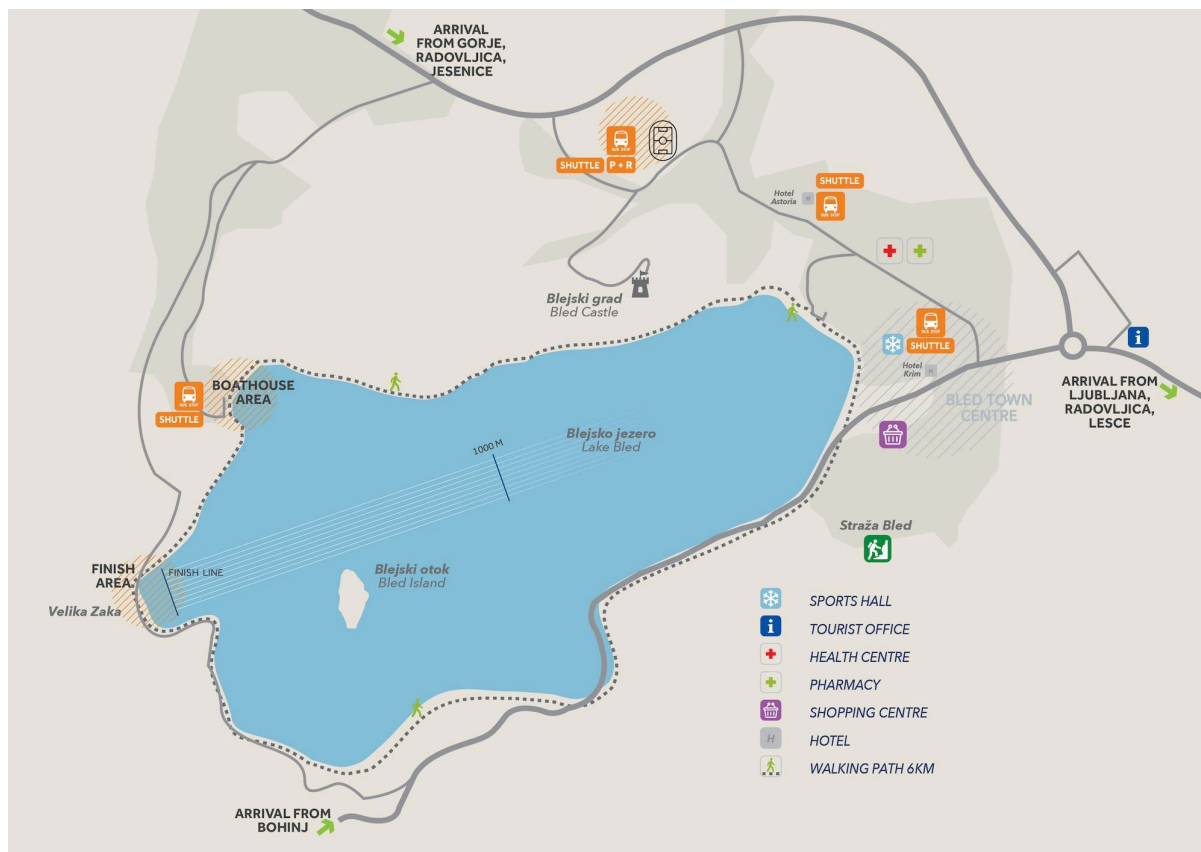 ARRIVAL
FROM GORJE,
RADOVLJICA,
JESENICE
BUS STOP
SHUTTLE
P + R
SHUTTLE
Hotel
Astoria
H
BUS STOP
Blejski grad
Bled Castle
BUS STOP
SHUTTLE
Hotel
Krim
H
i
ARRIVAL FROM
LJUBLJANA,
RADOVLJICA,
LESCE
BLED TOWN
CENTRE
BOATHOUSE
AREA
BUS STOP
SHUTTLE
1000 M
Blejsko jezero
Lake Bled
Straža Bled
FINISH
AREA
FINISH LINE
Velika Zaka
Blejski otok
Bled Island
ARRIVAL FROM
BOHINJ
SPORTS HALL
i
TOURIST OFFICE
HEALTH CENTRE
PHARMACY
SHOPPING CENTRE
H
HOTEL
WALKING PATH 6KM